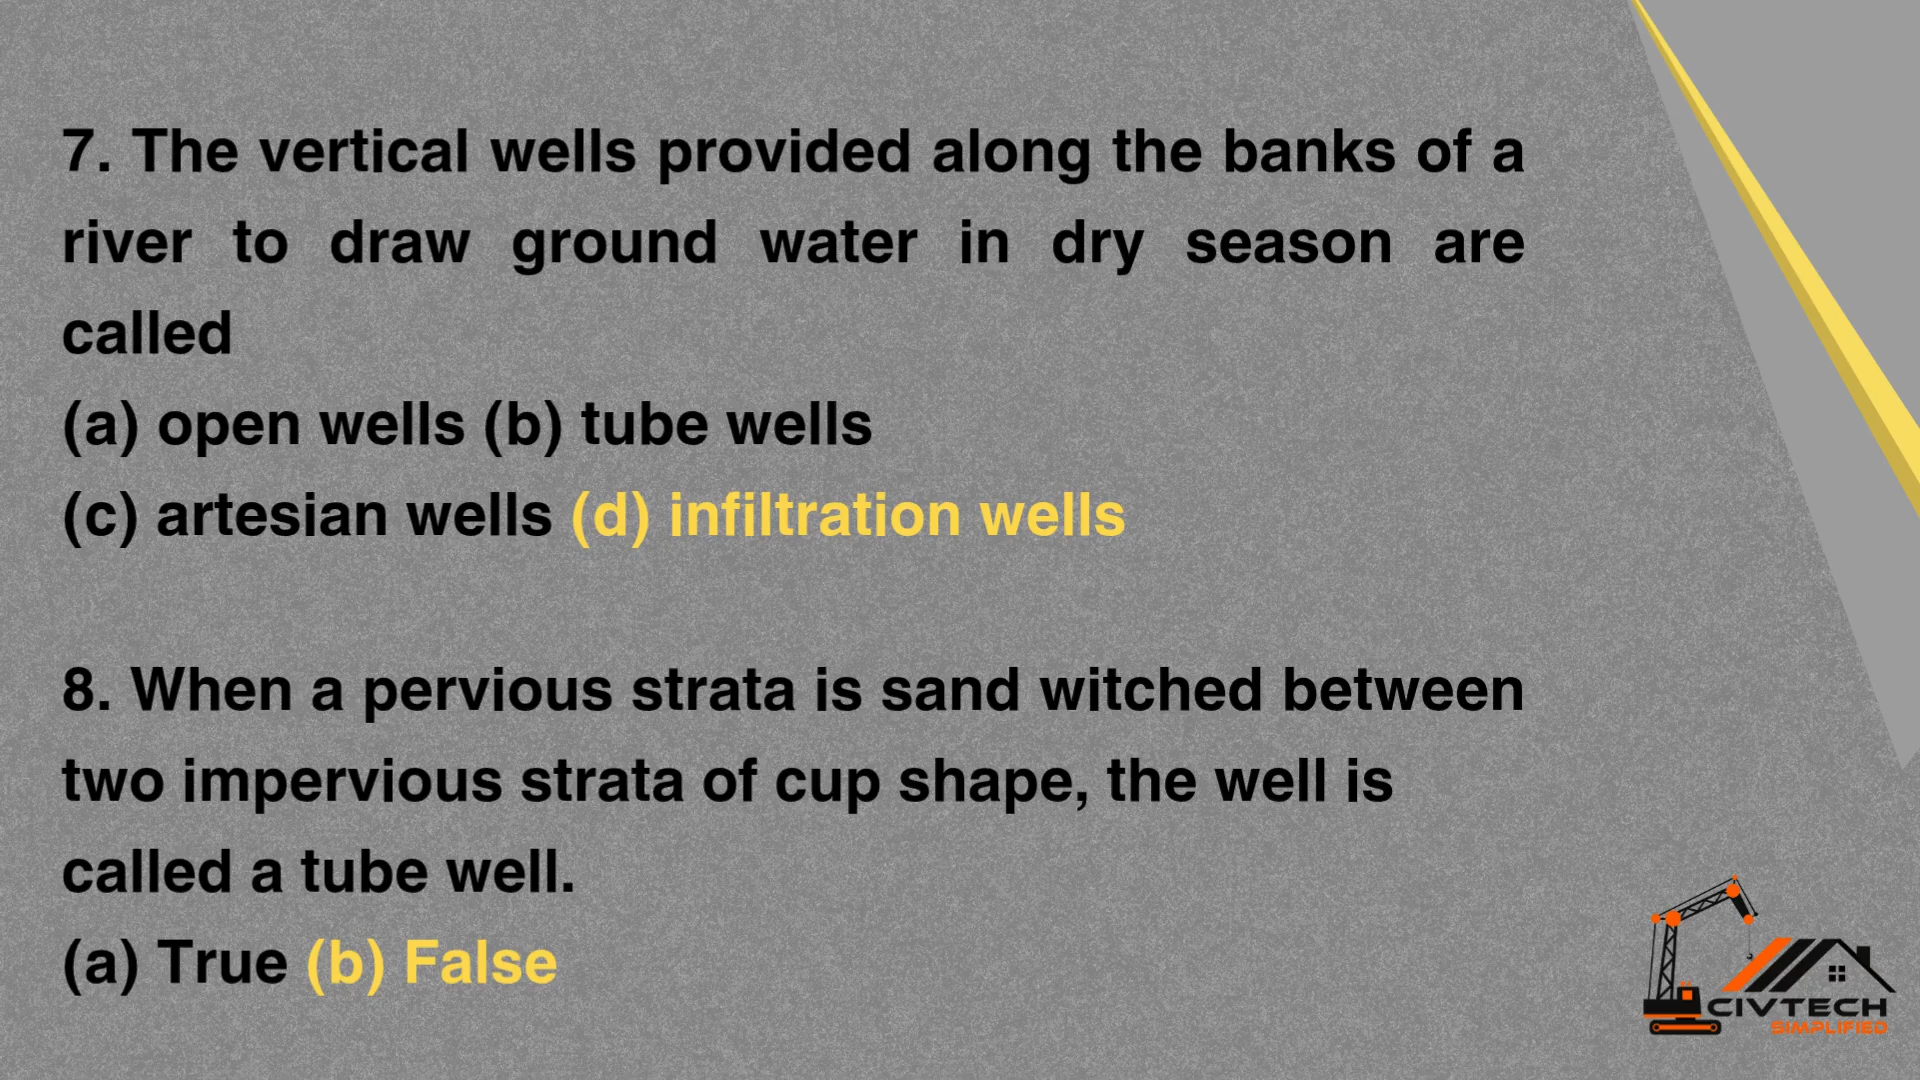 7. The vertical wells provided along the banks of a
river to draw ground water in dry season are
called
(a) open wells (b) tube wells
(c) artesian wells (d) infiltration wells
8. When a pervious strata is sand witched between
two impervious strata of cup shape, the well is
called a tube well.
(a) True (b) False
CIVTECH
SIMPLIFIED